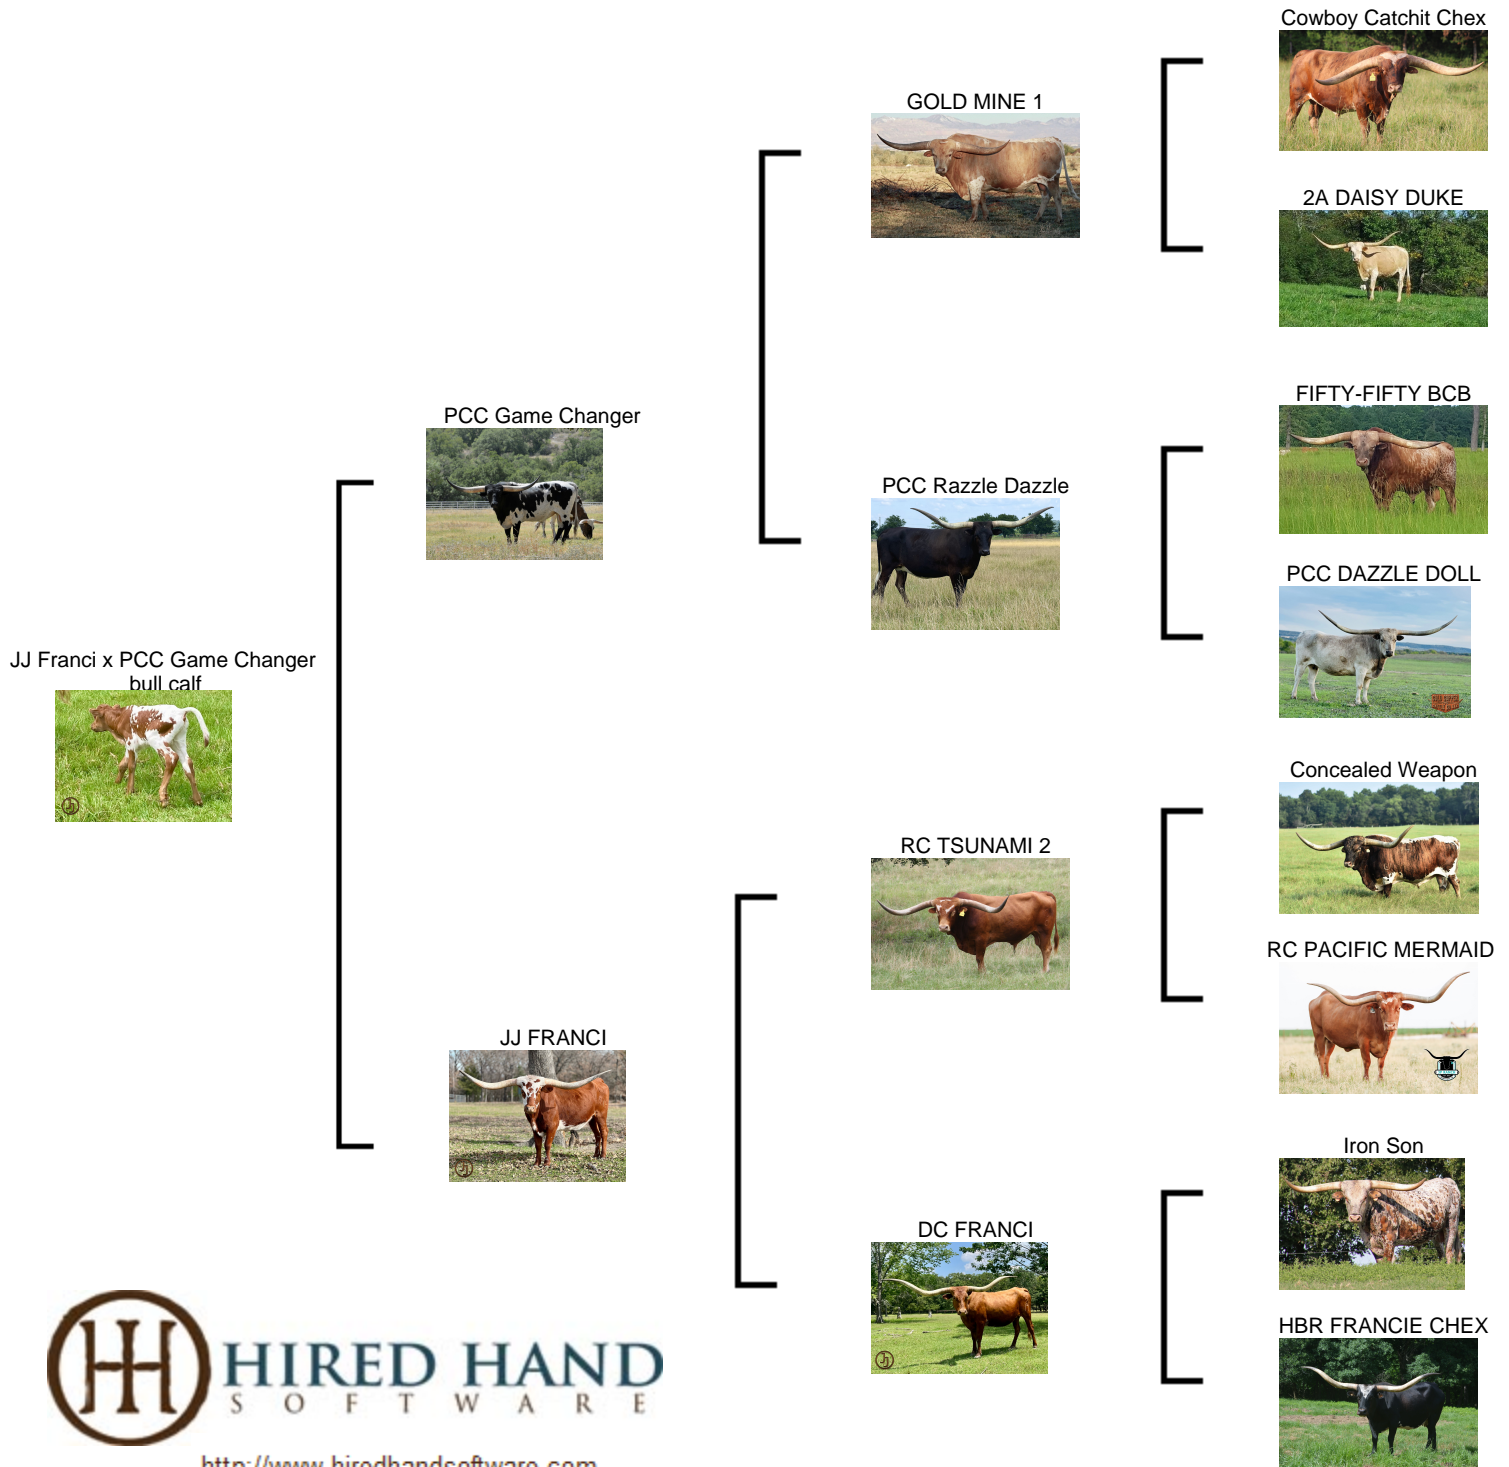 Cowboy Catchit Chex
GOLD MINE 1
2A DAISY DUKE
FIFTY-FIFTY BCB
PCC Game Changer
PCC Razzle Dazzle
PCC DAZZLE DOLL
JJ Franci x PCC Game Changer
bull calf
Concealed Weapon
RC TSUNAMI 2
RC PACIFIC MERMAID
JJ FRANCI
Iron Son
DC FRANCI
HBR FRANCIE CHEX
HIRED HAND
SOFTWARE
http://www.hiredhandsoftware.com